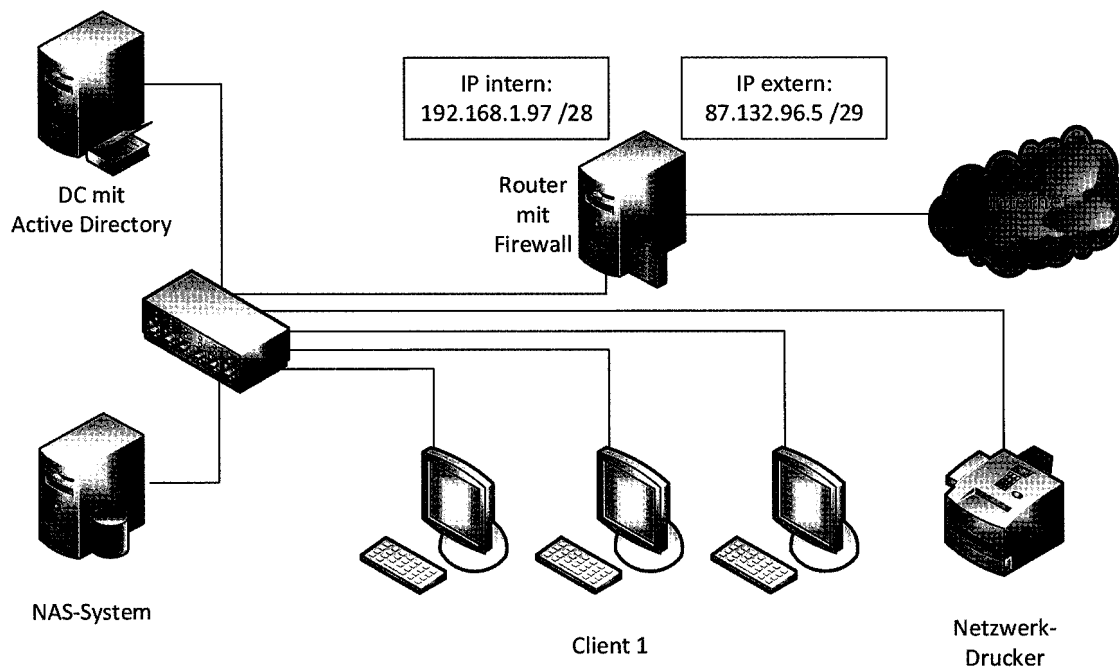 IP intern:
192.168.1.97 /28
IP extern:
87.132.96.5 /29
DC mit
Active Directory
Router
mit
Firewall
Internet
NAS-System
Client 1
Netzwerk-
Drucker